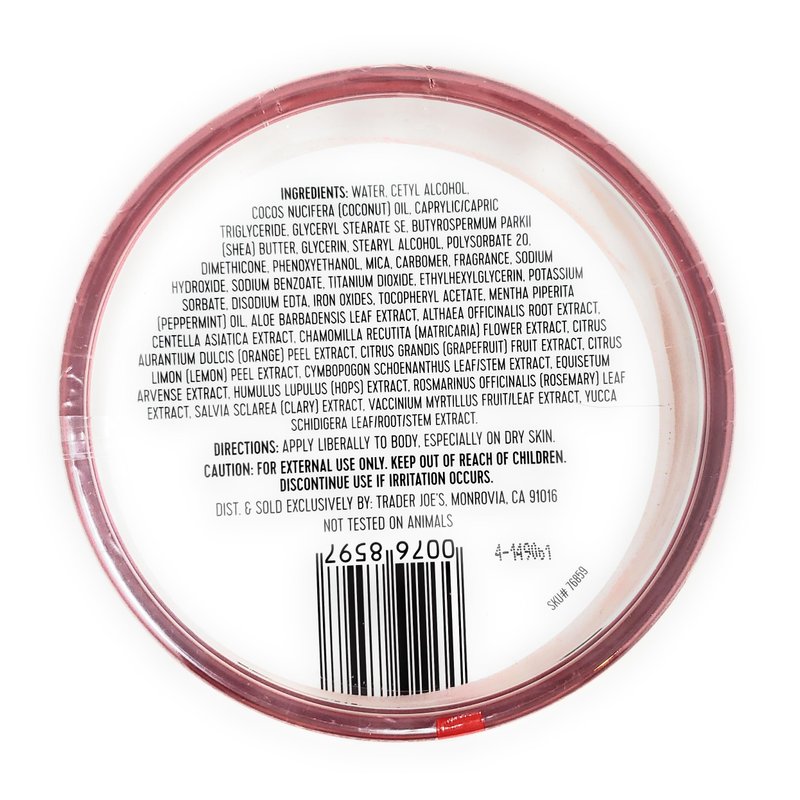 INGREDIENTS: WATER, CETYL ALCOHOL,
COCOS NUCIFERA (COCONUT) OIL, CAPRYLIC/CAPRIC
TRIGLYCERIDE, GLYCERYL STEARATE SE, BUTYROSPERMUM PARKII
(SHEA) BUTTER, GLYCERIN, STEARYL ALCOHOL, POLYSORBATE 20,
DIMETHICONE, PHENOXYETHANOL, MICA, CARBOMER, FRAGRANCE, SODIUM
HYDROXIDE, SODIUM BENZOATE, TITANIUM DIOXIDE, ETHYLHEXYLGLYCERIN, POTASSIUM
SORBATE, DISODIUM EDTA, IRON OXIDES, TOCOPHERYL ACETATE, MENTHA PIPERITA
(PEPPERMINT) OIL, ALOE BARBADENSIS LEAF EXTRACT, ALTHAEA OFFICINALIS ROOT EXTRACT,
CENTELLA ASIATICA EXTRACT, CHAMOMILLA RECUTITA (MATRICARIA) FLOWER EXTRACT, CITRUS
AURANTIUM DULCIS (ORANGE) PEEL EXTRACT, CITRUS GRANDIS (GRAPEFRUIT) FRUIT EXTRACT, CITRUS
LIMON (LEMON) PEEL EXTRACT, CYMBOPOGON SCHOENANTHUS LEAF/STEM EXTRACT, EQUISETUM
ARVENSE EXTRACT, HUMULUS LUPULUS (HOPS) EXTRACT, ROSMARINUS OFFICINALIS (ROSEMARY) LEAF
EXTRACT, SALVIA SCLAREA (CLARY) EXTRACT, VACCINIUM MYRTILLUS FRUIT/LEAF EXTRACT, YUCCA
SCHIDIGERA LEAF/ROOT/STEM EXTRACT.
DIRECTIONS: APPLY LIBERALLY TO BODY, ESPECIALLY ON DRY SKIN.
CAUTION: FOR EXTERNAL USE ONLY. KEEP OUT OF REACH OF CHILDREN.
DISCONTINUE USE IF IRRITATION OCCURS.
DIST. & SOLD EXCLUSIVELY BY: TRADER JOE'S, MONROVIA, CA 91016
NOT TESTED ON ANIMALS
0076 8597
SKU# 76859